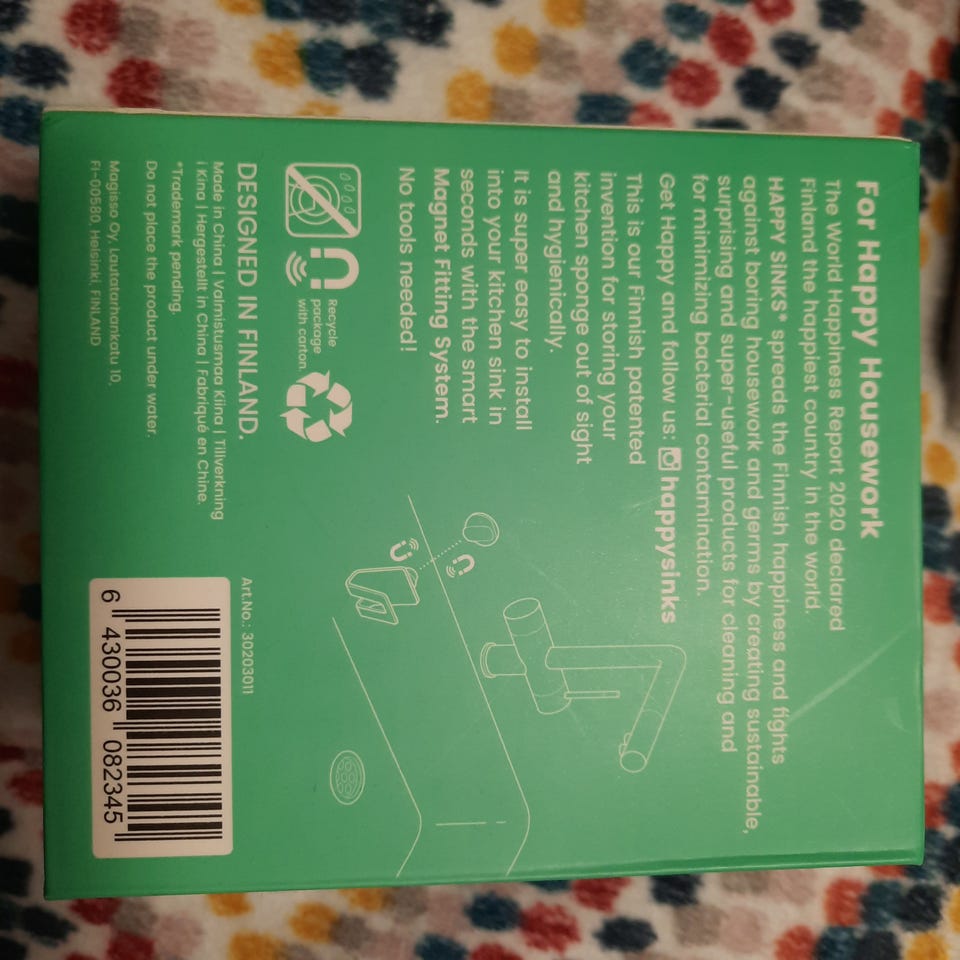 For Happy Housework
The World Happiness Report 2020 declared
Finland the happiest country in the world.
HAPPY SINKS* spreads the Finnish happiness and fights
against boring housework and germs by creating sustainable,
surprising and super-useful products for cleaning and
for minimizing bacterial contamination.
Get Happy and follow us: happysinks
This is our Finnish patented
invention for storing your
kitchen sponge out of sight
and hygienically.
It is super easy to install
into your kitchen sink in
seconds with the smart
Magnet Fitting System.
No tools needed!
Recycle
package
with carton.
DESIGNED IN FINLAND.
Made in China | Valmistusmaa Kiina | Tillverkning
i Kina | Hergestellt in China | Fabriqué en Chine.
*Trademark pending.
Do not place the product under water.
Magisso Oy, Lautatarhankatu 10,
FI-00580, Helsinki, FINLAND
Art.No.: 30203011
6 430036 082345